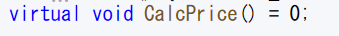 virtual void CalcPrice() = 0;